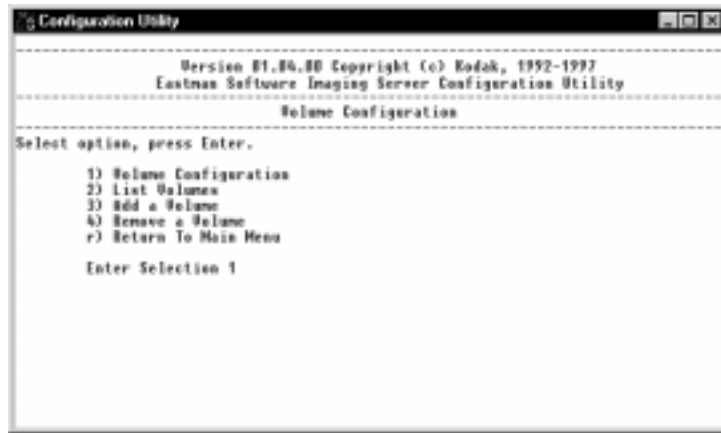 Configuration Utility
Version 01.04.00 Copyright (c) Kodak, 1992-1997
Eastman Software Imaging Server Configuration Utility
Volume Configuration
Select option, press Enter.
1) Volume Configuration
2) List Volumes
3) Add a Volume
4) Remove a Volume
r) Return To Main Menu
Enter Selection 1